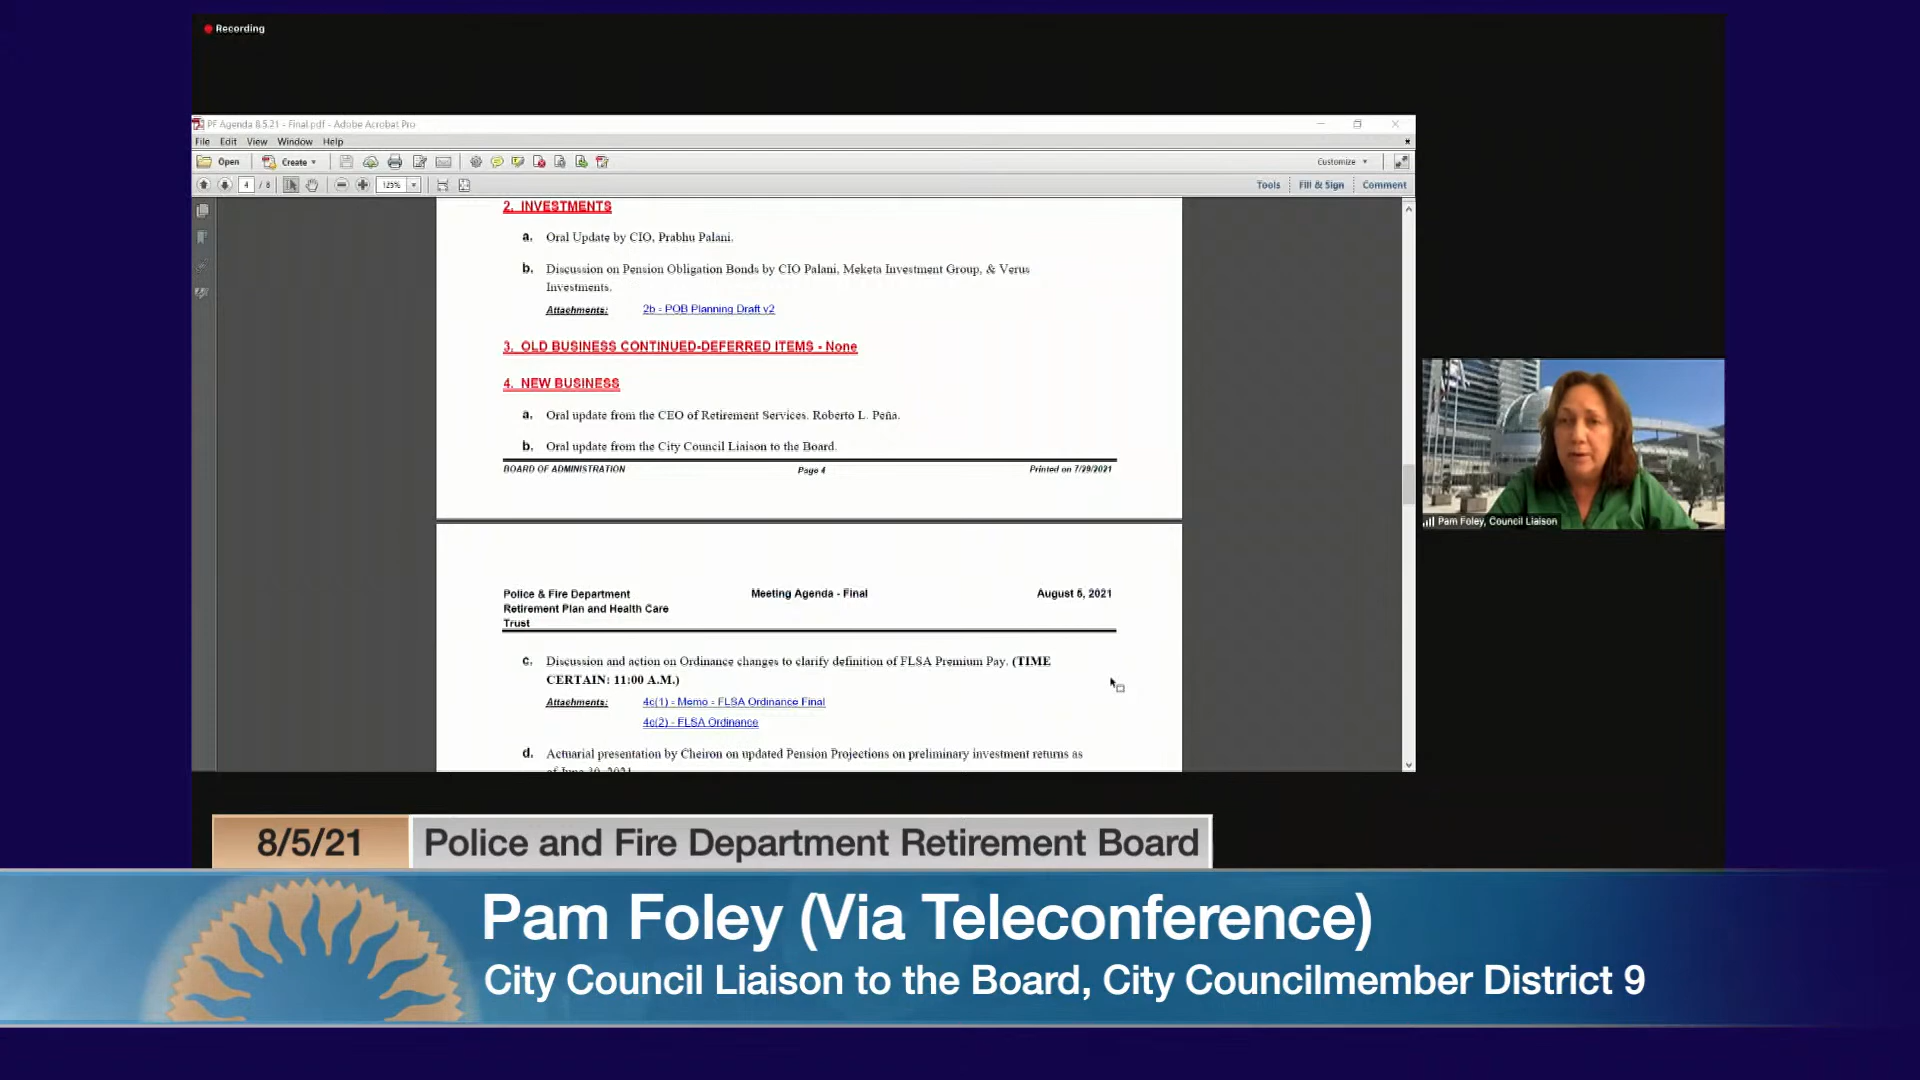 Recording
PF Agenda 8.5.21 - Final.pdf - Adobe Acrobat Pro
File Edit View Window Help
Open Create Customize
4 / 8 123% Tools Fill & Sign Comment
2. INVESTMENTS
a. Oral Update by CIO, Prabhu Palani.
b. Discussion on Pension Obligation Bonds by CIO Palani, Meketa Investment Group, & Verus
Investments.
Attachments: 2b - POB Planning Draft v2
3. OLD BUSINESS CONTINUED-DEFERRED ITEMS - None
4. NEW BUSINESS
a. Oral update from the CEO of Retirement Services. Roberto L. Peña.
b. Oral update from the City Council Liaison to the Board.
BOARD OF ADMINISTRATION Page 4 Printed on 7/29/2021
Police & Fire Department Meeting Agenda - Final August 5, 2021
Retirement Plan and Health Care
Trust
c. Discussion and action on Ordinance changes to clarify definition of FLSA Premium Pay. (TIME
CERTAIN: 11:00 A.M.)
Attachments: 4c(1) - Memo - FLSA Ordinance Final
4c(2) - FLSA Ordinance
d. Actuarial presentation by Cheiron on updated Pension Projections on preliminary investment returns as
of June 30, 2021
Pam Foley, Council Liaison
8/5/21 Police and Fire Department Retirement Board
Pam Foley (Via Teleconference)
City Council Liaison to the Board, City Councilmember District 9